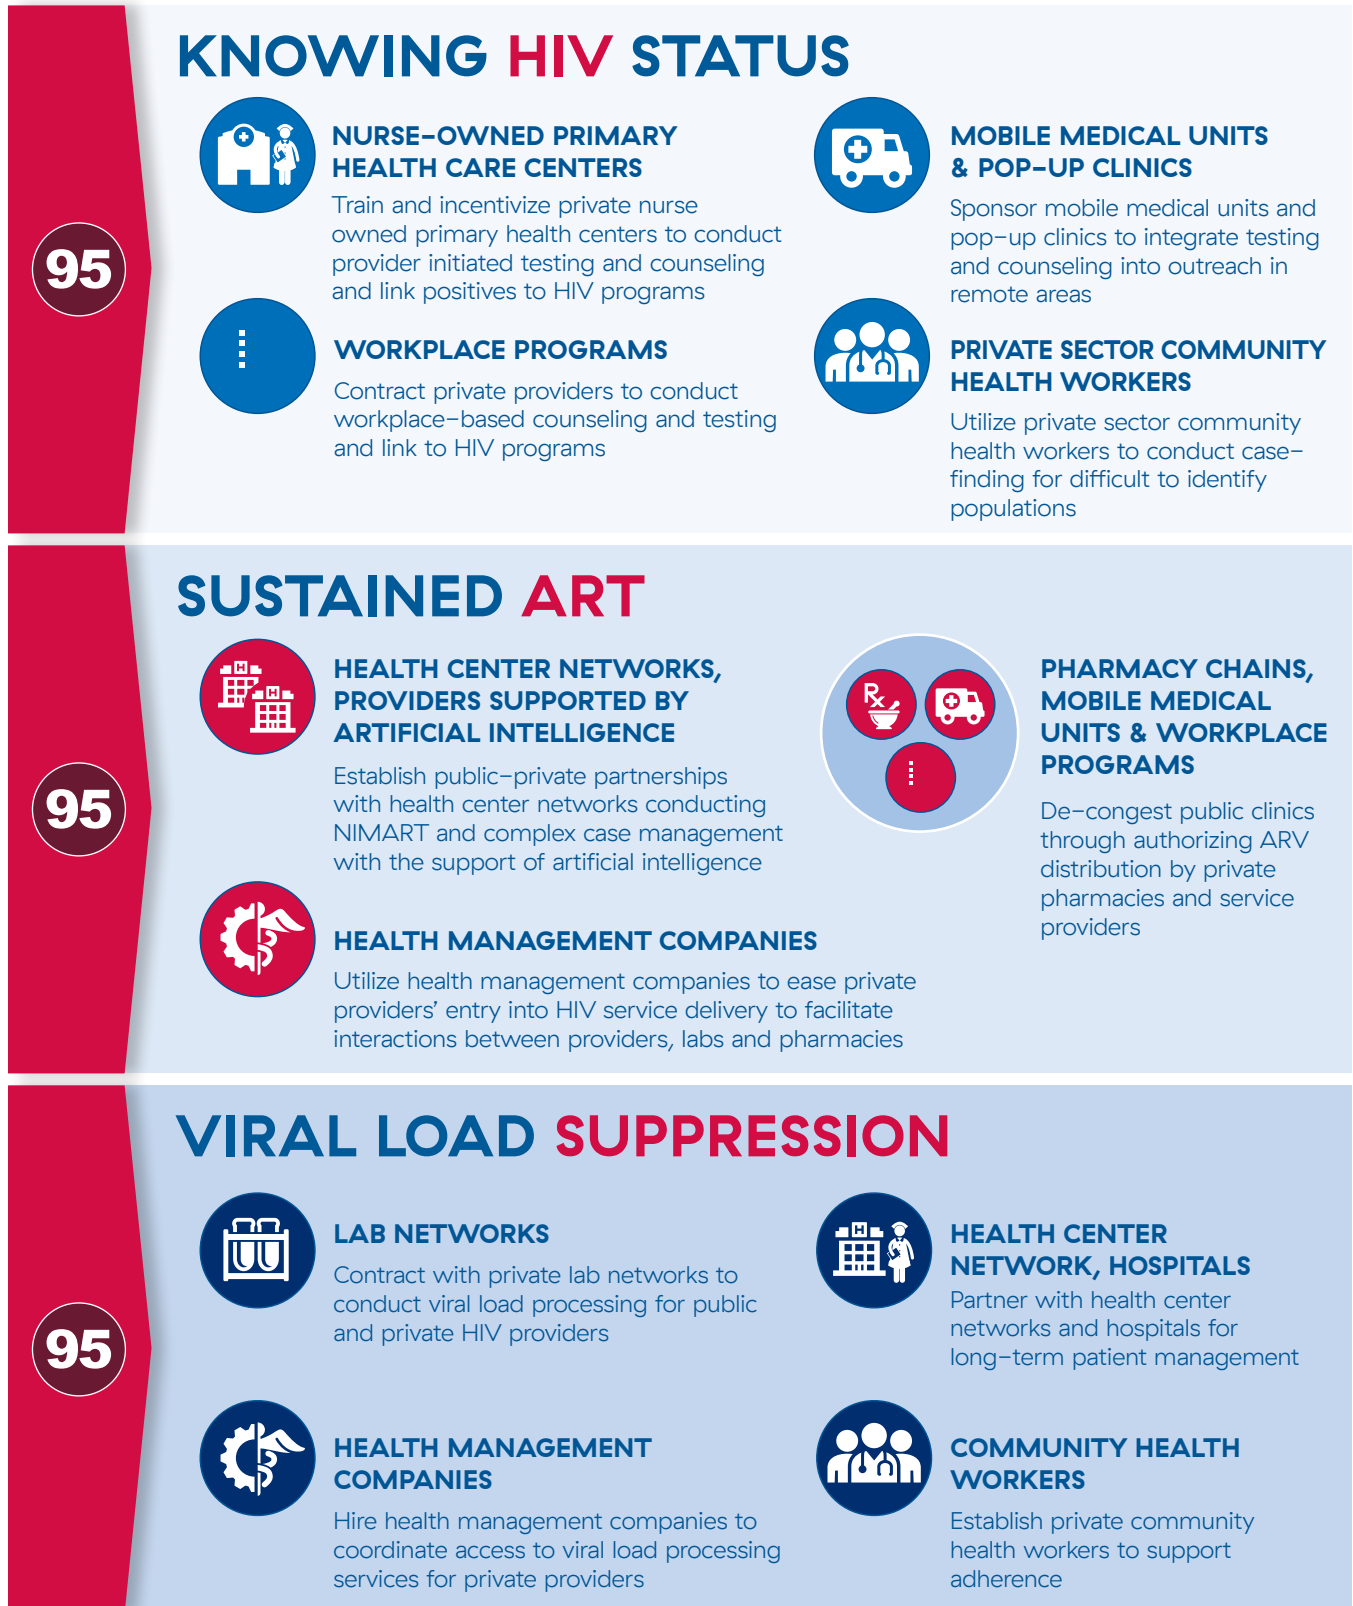 KNOWING HIV STATUS
95
NURSE-OWNED PRIMARY
HEALTH CARE CENTERS
Train and incentivize private nurse
owned primary health centers to conduct
provider initiated testing and counseling
and link positives to HIV programs
MOBILE MEDICAL UNITS
& POP-UP CLINICS
Sponsor mobile medical units and
pop-up clinics to integrate testing
and counseling into outreach in
remote areas
WORKPLACE PROGRAMS
Contract private providers to conduct
workplace-based counseling and testing
and link to HIV programs
PRIVATE SECTOR COMMUNITY
HEALTH WORKERS
Utilize private sector community
health workers to conduct case-
finding for difficult to identify
populations
SUSTAINED ART
95
H
H
HEALTH CENTER NETWORKS,
PROVIDERS SUPPORTED BY
ARTIFICIAL INTELLIGENCE
Establish public-private partnerships
with health center networks conducting
NIMART and complex case management
with the support of artificial intelligence
Rx
PHARMACY CHAINS,
MOBILE MEDICAL
UNITS & WORKPLACE
PROGRAMS
De-congest public clinics
through authorizing ARV
distribution by private
pharmacies and service
providers
HEALTH MANAGEMENT COMPANIES
Utilize health management companies to ease private
providers' entry into HIV service delivery to facilitate
interactions between providers, labs and pharmacies
VIRAL LOAD SUPPRESSION
95
LAB NETWORKS
Contract with private lab networks to
conduct viral load processing for public
and private HIV providers
H
HEALTH CENTER
NETWORK, HOSPITALS
Partner with health center
networks and hospitals for
long-term patient management
HEALTH MANAGEMENT
COMPANIES
Hire health management companies to
coordinate access to viral load processing
services for private providers
COMMUNITY HEALTH
WORKERS
Establish private community
health workers to support
adherence